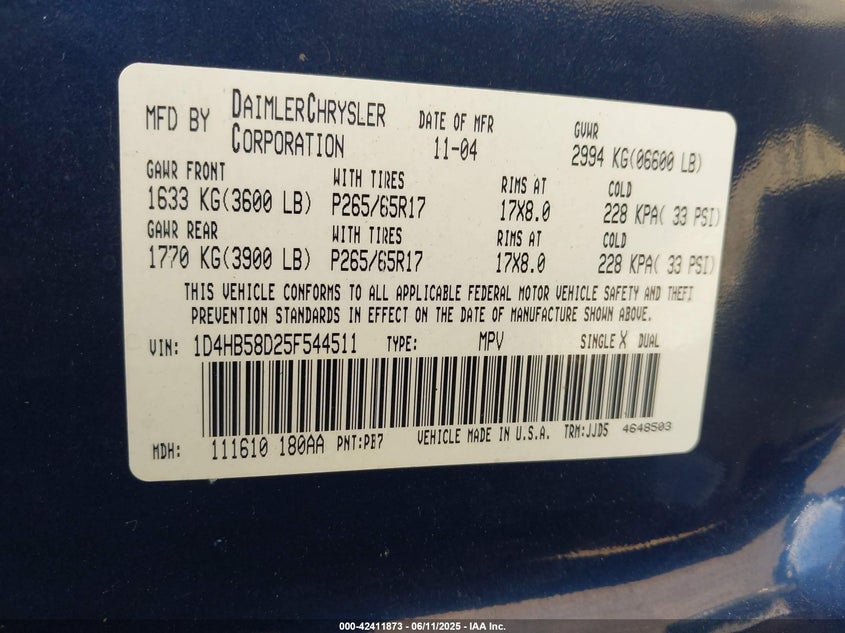 MFD BY DAIMLERCHRYSLER CORPORATION DATE OF MFR 11-04 GVWR 2994 KG(06600 LB)
GAWR FRONT WITH TIRES RIMS AT COLD
1633 KG(3600 LB) P265/65R17 17X8.0 228 KPA( 33 PSI)
GAWR REAR WITH TIRES RIMS AT COLD
1770 KG(3900 LB) P265/65R17 17X8.0 228 KPA( 33 PSI)
THIS VEHICLE CONFORMS TO ALL APPLICABLE FEDERAL MOTOR VEHICLE SAFETY AND THEFT
PREVENTION STANDARDS IN EFFECT ON THE DATE OF MANUFACTURE SHOWN ABOVE.
VIN: 1D4HB58D25F544511 TYPE: MPV SINGLE X DUAL
MDH: 111610 180AA PNT:PB7 VEHICLE MADE IN U.S.A. TRM:JJD5 4648503
000-42411873 - 06/11/2025 - IAA Inc.